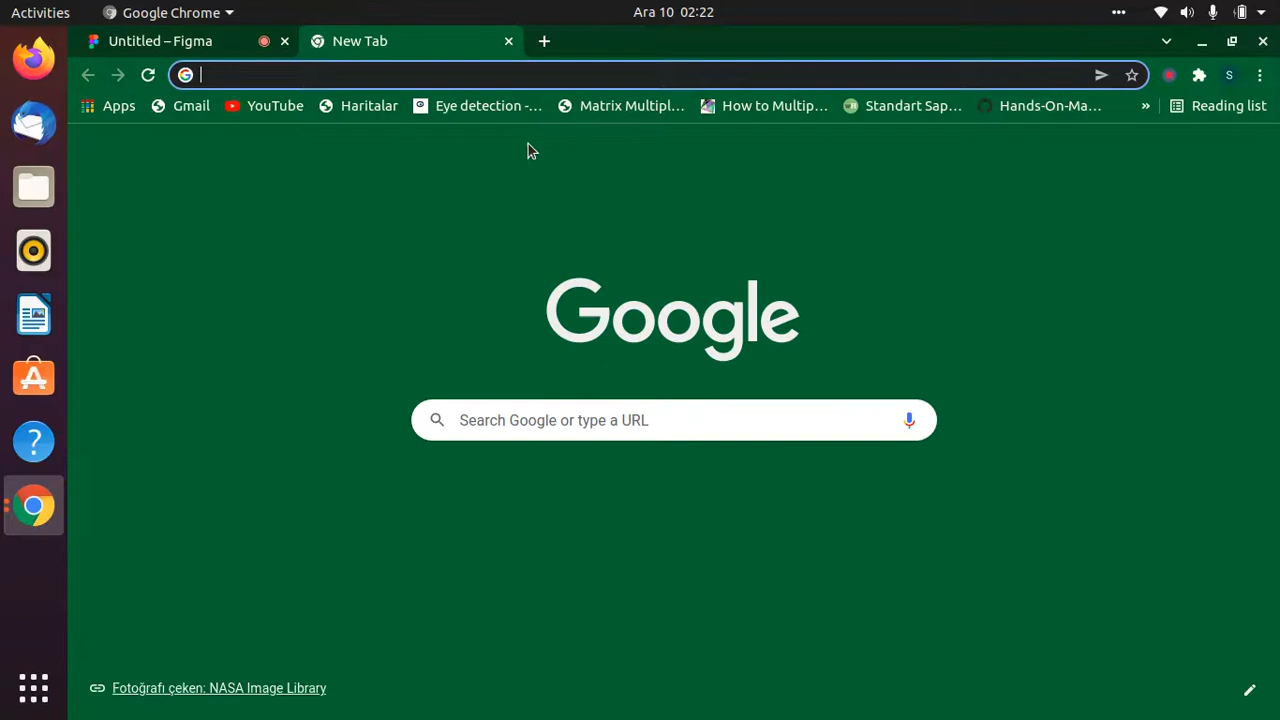 Activities
Google Chrome
Ara 10 02:22
Untitled – Figma
New Tab
Apps
Gmail
YouTube
Haritalar
Eye detection -...
Matrix Multipl...
How to Multip...
Standart Sap...
Hands-On-Ma...
»
Reading list
S
Google
Search Google or type a URL
Fotoğrafı çeken: NASA Image Library